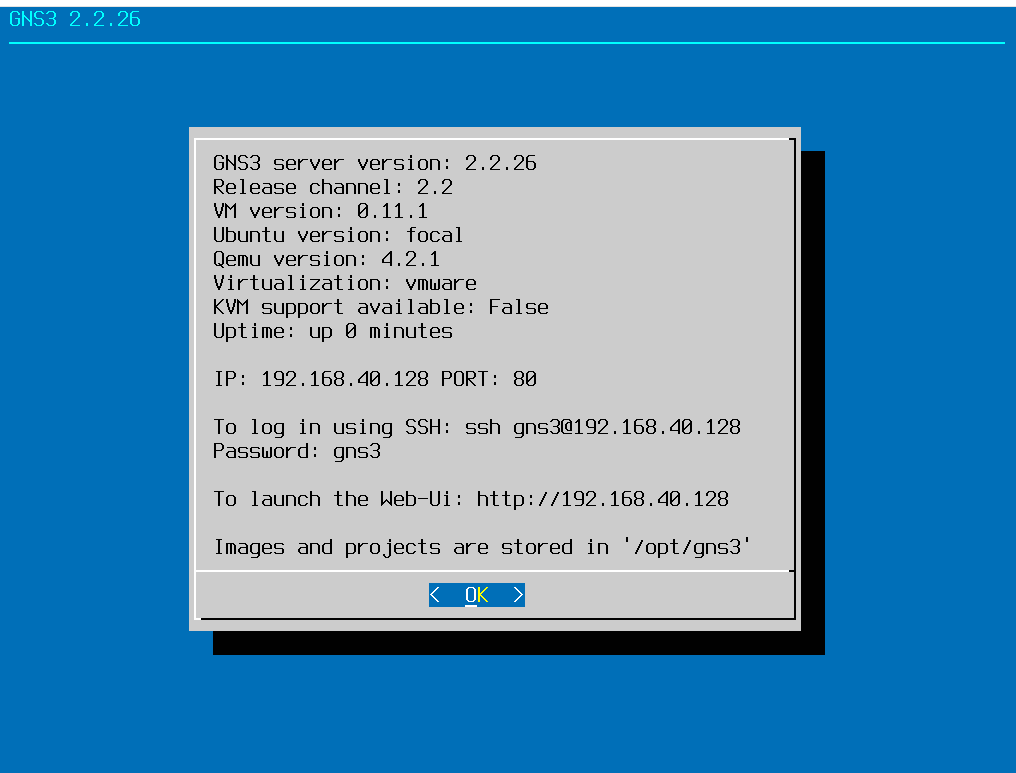 GNS3 2.2.26
GNS3 server version: 2.2.26
Release channel: 2.2
VM version: 0.11.1
Ubuntu version: focal
Qemu version: 4.2.1
Virtualization: vmware
KVM support available: False
Uptime: up 0 minutes
IP: 192.168.40.128 PORT: 80
To log in using SSH: ssh gns3@192.168.40.128
Password: gns3
To launch the Web-Ui: http://192.168.40.128
Images and projects are stored in '/opt/gns3'
< OK >